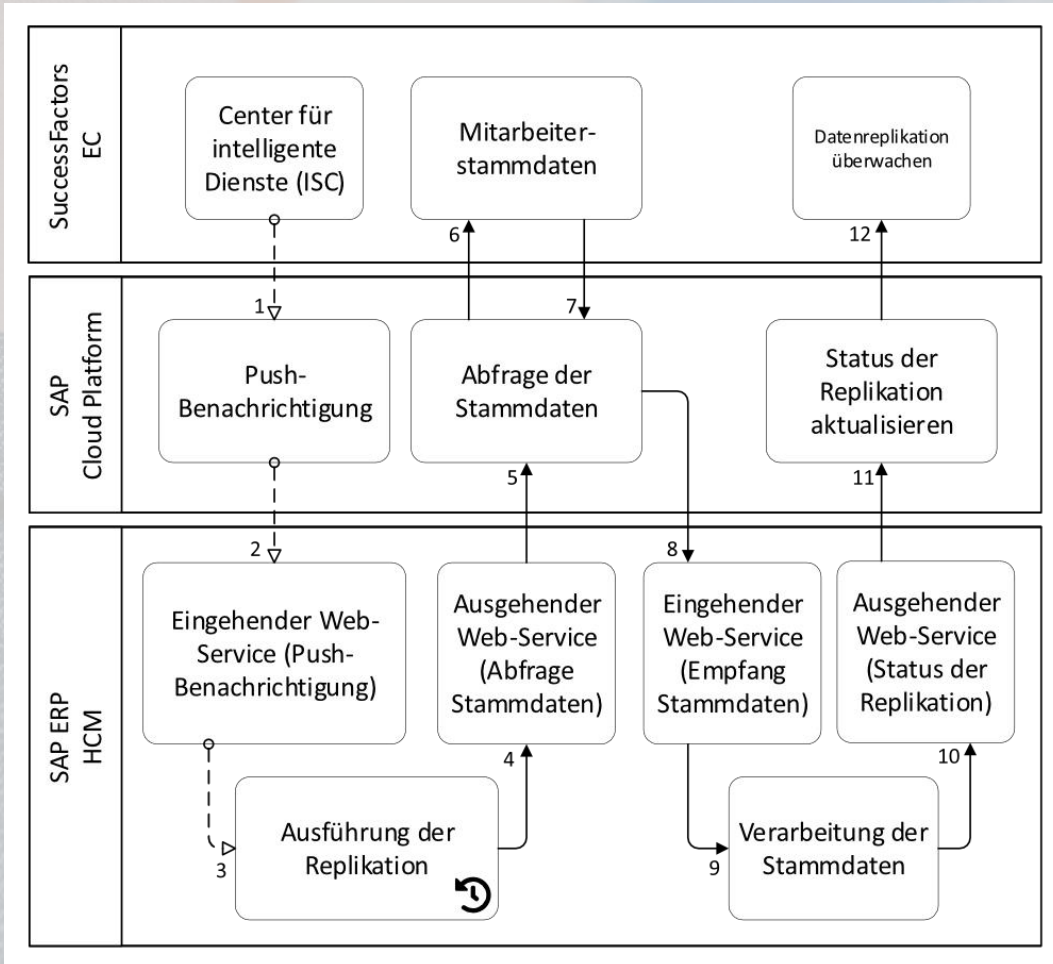 SuccessFactors
EC
Center für
intelligente
Dienste (ISC)
Mitarbeiter-
stammdaten
Datenreplikation
überwachen
6
12
SAP
Cloud Platform
1
7
Push-
Benachrichtigung
Abfrage der
Stammdaten
Status der
Replikation
aktualisieren
5
11
SAP ERP
HCM
2
8
Eingehender Web-
Service (Push-
Benachrichtigung)
Ausgehender
Web-Service
(Abfrage
Stammdaten)
Eingehender
Web-Service
(Empfang
Stammdaten)
Ausgehender
Web-Service
(Status der
Replikation)
4
10
3
Ausführung der
Replikation
9
Verarbeitung der
Stammdaten